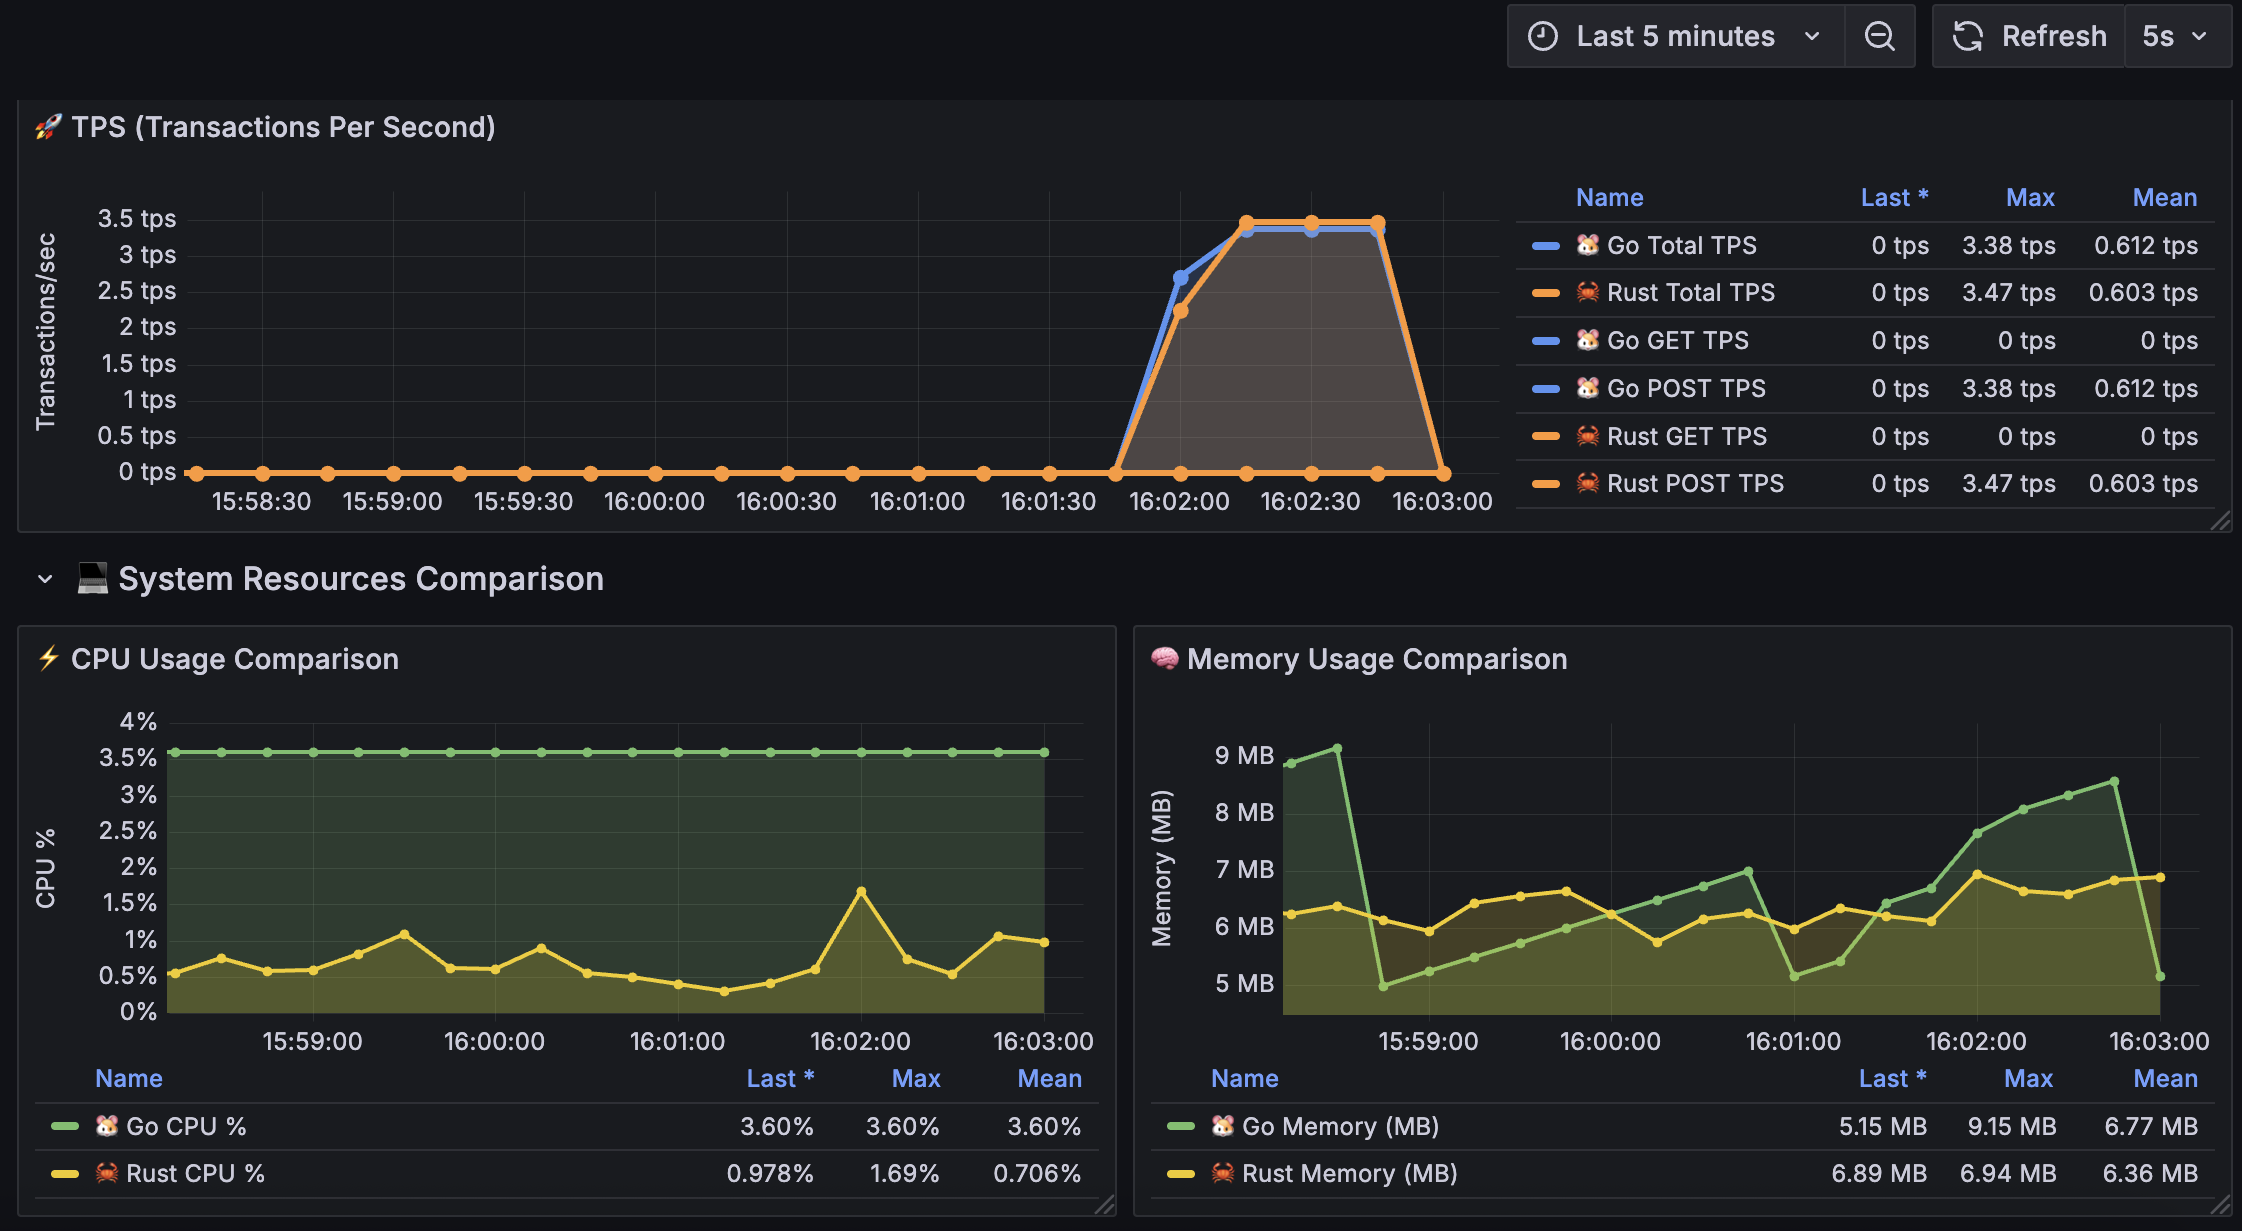 Last 5 minutes
Refresh
5s
🚀 TPS (Transactions Per Second)
Transactions/sec
3.5 tps
3 tps
2.5 tps
2 tps
1.5 tps
1 tps
0.5 tps
0 tps
15:58:30 15:59:00 15:59:30 16:00:00 16:00:30 16:01:00 16:01:30 16:02:00 16:02:30 16:03:00
Name Last * Max Mean
🐹 Go Total TPS 0 tps 3.38 tps 0.612 tps
🦀 Rust Total TPS 0 tps 3.47 tps 0.603 tps
🐹 Go GET TPS 0 tps 0 tps 0 tps
🐹 Go POST TPS 0 tps 3.38 tps 0.612 tps
🦀 Rust GET TPS 0 tps 0 tps 0 tps
🦀 Rust POST TPS 0 tps 3.47 tps 0.603 tps
💻 System Resources Comparison
⚡ CPU Usage Comparison
CPU %
4%
3.5%
3%
2.5%
2%
1.5%
1%
0.5%
0%
15:59:00 16:00:00 16:01:00 16:02:00 16:03:00
Name Last * Max Mean
🐹 Go CPU % 3.60% 3.60% 3.60%
🦀 Rust CPU % 0.978% 1.69% 0.706%
🧠 Memory Usage Comparison
Memory (MB)
9 MB
8 MB
7 MB
6 MB
5 MB
15:59:00 16:00:00 16:01:00 16:02:00 16:03:00
Name Last * Max Mean
🐹 Go Memory (MB) 5.15 MB 9.15 MB 6.77 MB
🦀 Rust Memory (MB) 6.89 MB 6.94 MB 6.36 MB